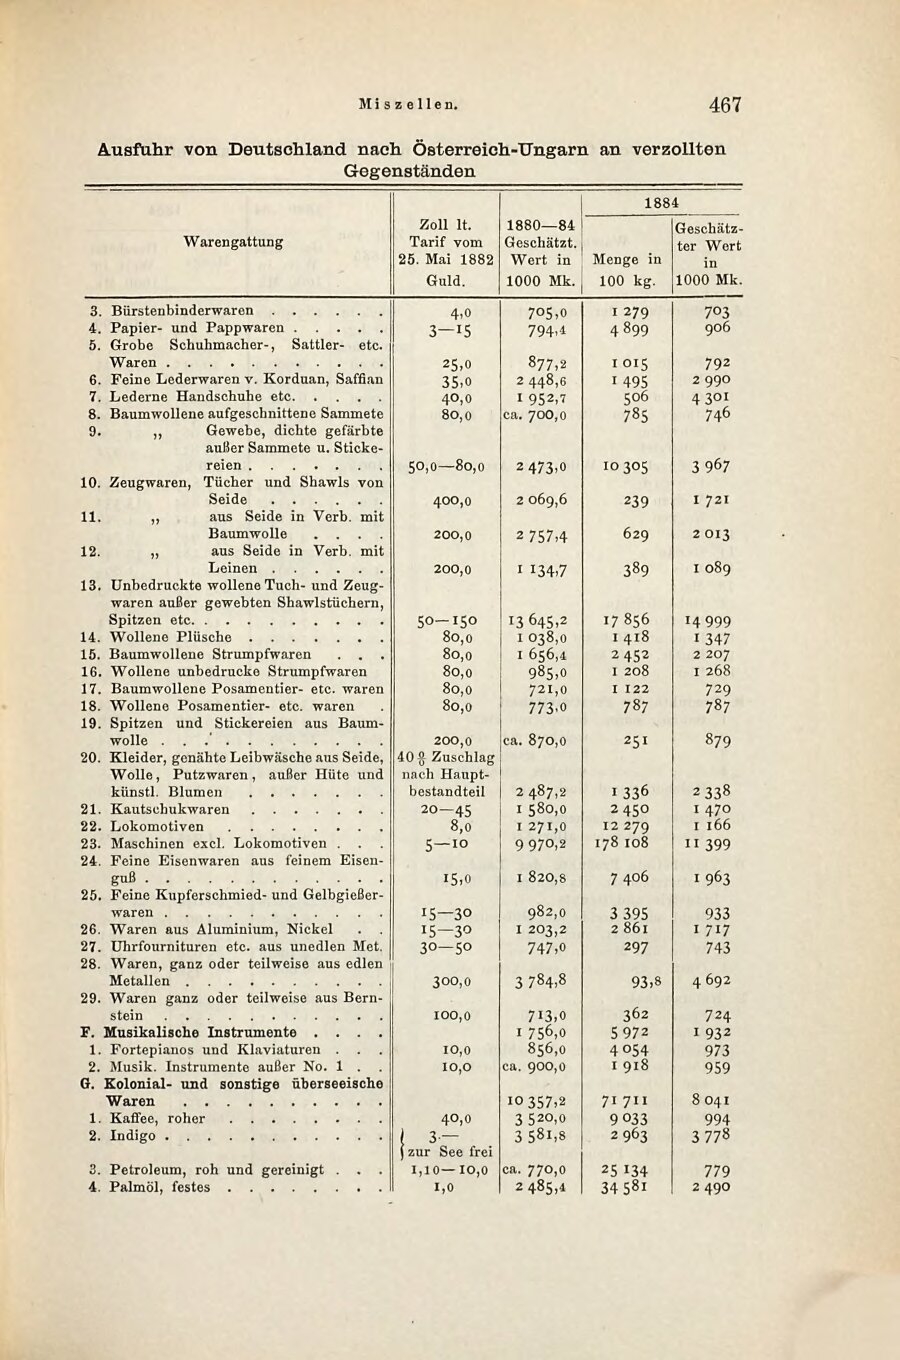 Miszellen. 467
Ausfuhr von Deutschland nach Österreich-Ungarn an verzollten
Gegenständen
Warengattung | Zoll lt. Tarif vom 25. Mai 1882 Guld. | 1880—84 Geschätzt. Wert in 1000 Mk. | 1884 Menge in 100 kg. | 1884 Geschätz-ter Wert in 1000 Mk.
3. Bürstenbinderwaren . . . . . . 4,0 705,0 1 279 703
4. Papier- und Pappwaren . . . . . 3—15 794,4 4 899 906
5. Grobe Schuhmacher-, Sattler- etc.
Waren . . . . . . . . . . . 25,0 877,2 1 015 792
6. Feine Lederwaren v. Korduan, Saffian 35,0 2 448,6 1 495 2 990
7. Lederne Handschuhe etc. . . . . 40,0 1 952,7 506 4 301
8. Baumwollene aufgeschnittene Sammete 80,0 ca. 700,0 785 746
9. „ Gewebe, dichte gefärbte
außer Sammete u. Sticke-
reien . . . . . . . 50,0—80,0 2 473,0 10 305 3 967
10. Zeugwaren, Tücher und Shawls von
Seide . . . . . . 400,0 2 069,6 239 1 721
11. „ aus Seide in Verb. mit
Baumwolle . . . . 200,0 2 757,4 629 2 013
12. „ aus Seide in Verb. mit
Leinen . . . . . . 200,0 1 134,7 389 1 089
13. Unbedruckte wollene Tuch- und Zeug-
waren außer gewebten Shawlstüchern,
Spitzen etc. . . . . . . . . . 50—150 13 645,2 17 856 14 999
14. Wollene Plüsche . . . . . . . 80,0 1 038,0 1 418 1 347
15. Baumwollene Strumpfwaren . . . 80,0 1 656,4 2 452 2 207
16. Wollene unbedrucke Strumpfwaren 80,0 985,0 1 208 1 268
17. Baumwollene Posamentier- etc. waren 80,0 721,0 1 122 729
18. Wollene Posamentier- etc. waren . 80,0 773,0 787 787
19. Spitzen und Stickereien aus Baum-
wolle . . . . . . . . . . . 200,0 ca. 870,0 251 879
20. Kleider, genähte Leibwäsche aus Seide, 40 % Zuschlag
Wolle, Putzwaren, außer Hüte und nach Haupt-
künstl. Blumen . . . . . . . bestandteil 2 487,2 1 336 2 338
21. Kautschukwaren . . . . . . . 20—45 1 580,0 2 450 1 470
22. Lokomotiven . . . . . . . . 8,0 1 271,0 12 279 1 166
23. Maschinen excl. Lokomotiven . . . 5—10 9 970,2 178 108 11 399
24. Feine Eisenwaren aus feinem Eisen-
guß . . . . . . . . . . . . 15,0 1 820,8 7 406 1 963
25. Feine Kupferschmied- und Gelbgießer-
waren . . . . . . . . . . . 15—30 982,0 3 395 933
26. Waren aus Aluminium, Nickel . . 15—30 1 203,2 2 861 1 717
27. Uhrfournituren etc. aus unedlen Met. 30—50 747,0 297 743
28. Waren, ganz oder teilweise aus edlen
Metallen . . . . . . . . . . 300,0 3 784,8 93,8 4 692
29. Waren ganz oder teilweise aus Bern-
stein . . . . . . . . . . . 100,0 713,0 362 724
F. Musikalische Instrumente . . . . 1 756,0 5 972 1 932
1. Fortepianos und Klaviaturen . . . 10,0 856,0 4 054 973
2. Musik. Instrumente außer No. 1 . . 10,0 ca. 900,0 1 918 959
G. Kolonial- und sonstige überseeische
Waren . . . . . . . . . . 10 357,2 71 711 8 041
1. Kaffee, roher . . . . . . . . 40,0 3 520,0 9 033 994
2. Indigo . . . . . . . . . . . 3.— 3 581,8 2 963 3 778
zur See frei
3. Petroleum, roh und gereinigt . . . 1,10—10,0 ca. 770,0 25 134 779
4. Palmöl, festes . . . . . . . . 1,0 2 485,4 34 581 2 490